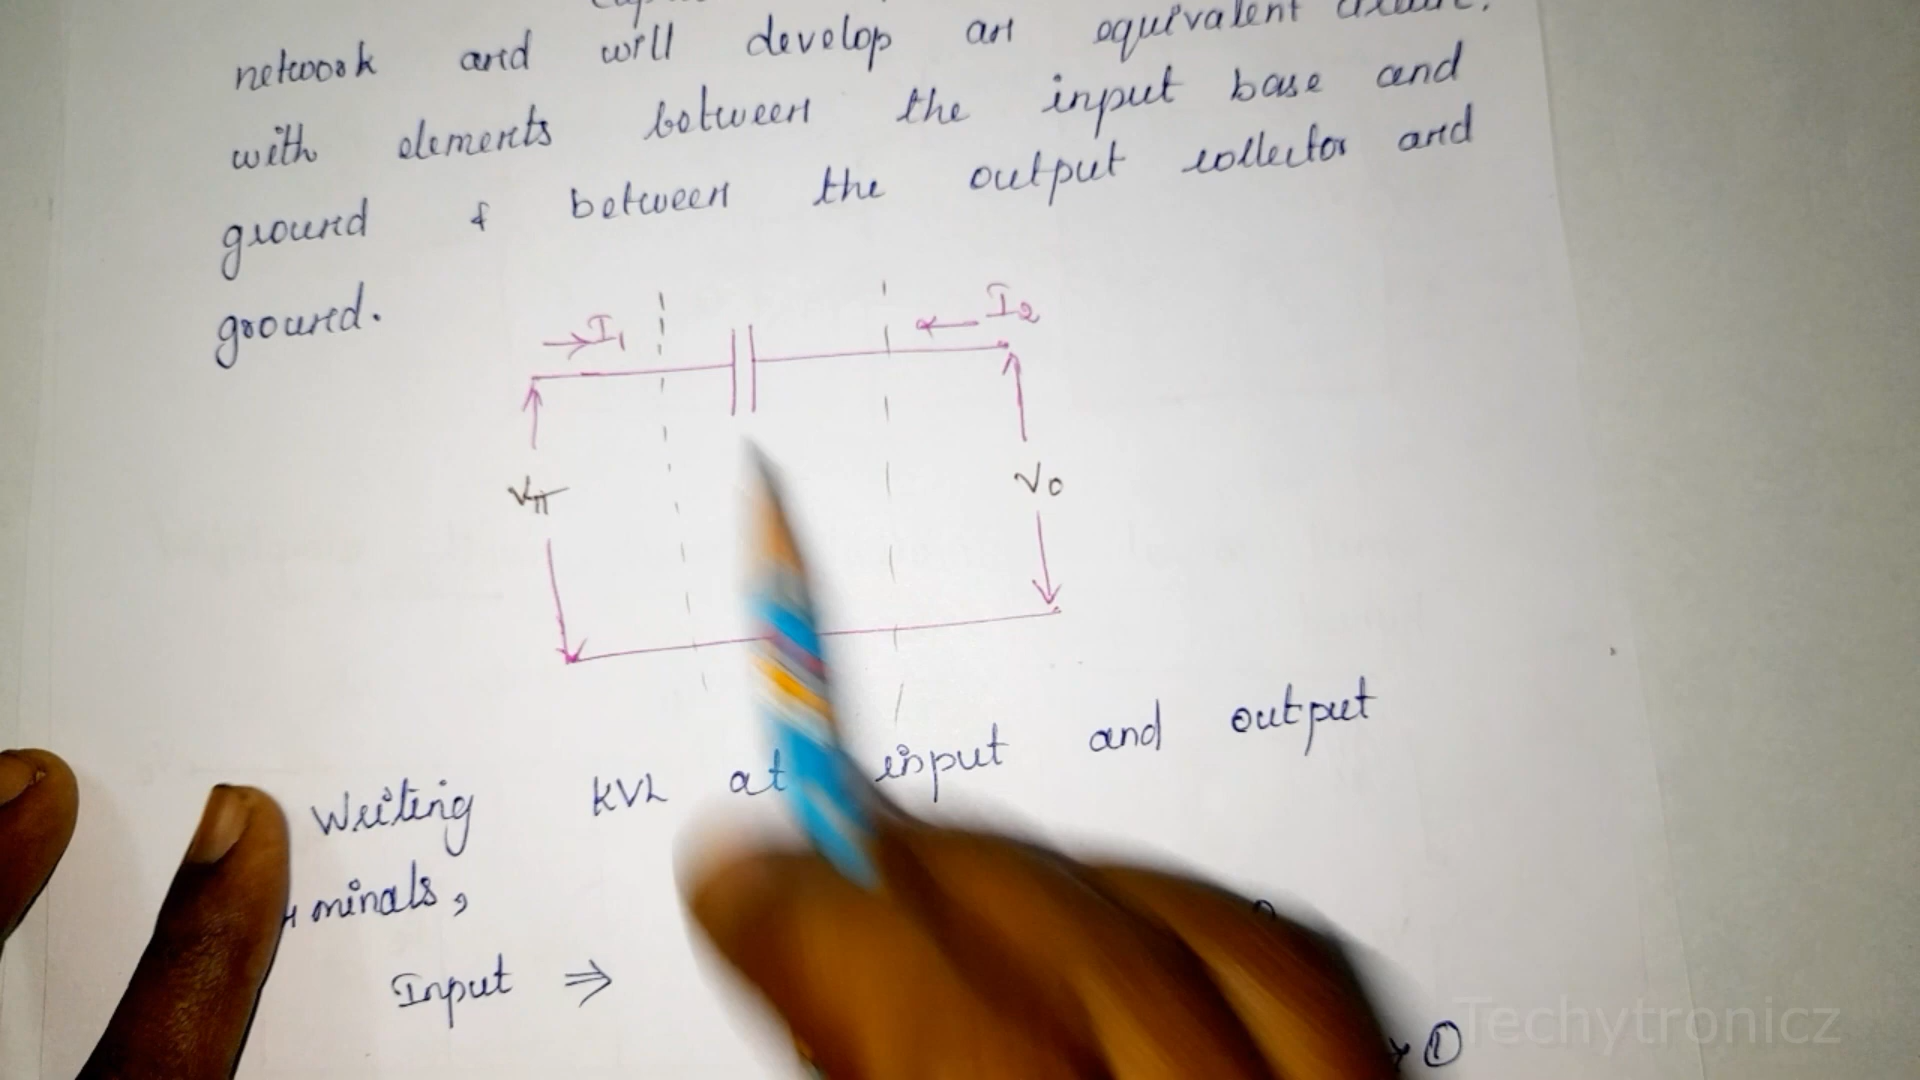 network and will develop an equivalent
with elements between the input base and
ground & between the output collector and
ground.
I1
I2
Vπ
Vo
Writing KVL at input and output
minals,
Input ⇒
①
Techytronicz